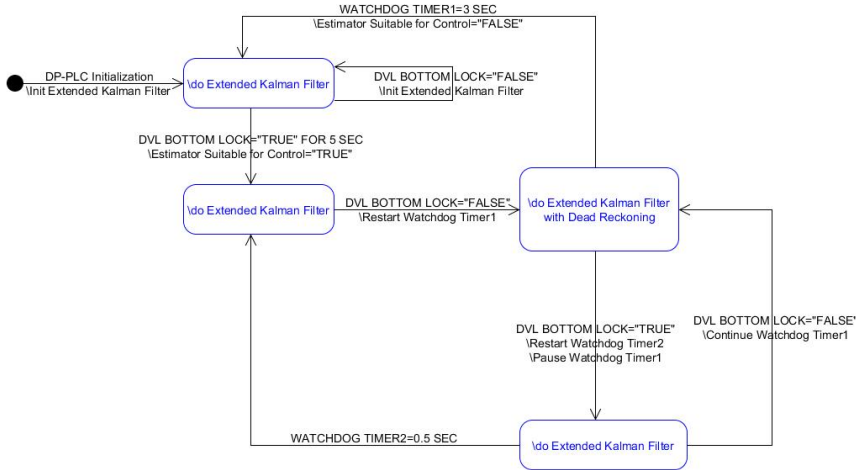 WATCHDOG TIMER1=3 SEC
\Estimator Suitable for Control="FALSE"
DP-PLC Initialization
\Init Extended Kalman Filter
\do Extended Kalman Filter
DVL BOTTOM LOCK="FALSE"
\Init Extended Kalman Filter
DVL BOTTOM LOCK="TRUE" FOR 5 SEC
\Estimator Suitable for Control="TRUE"
\do Extended Kalman Filter
DVL BOTTOM LOCK="FALSE"
\Restart Watchdog Timer1
\do Extended Kalman Filter
with Dead Reckoning
DVL BOTTOM LOCK="TRUE"
\Restart Watchdog Timer2
\Pause Watchdog Timer1
DVL BOTTOM LOCK="FALSE"
\Continue Watchdog Timer1
WATCHDOG TIMER2=0.5 SEC
\do Extended Kalman Filter